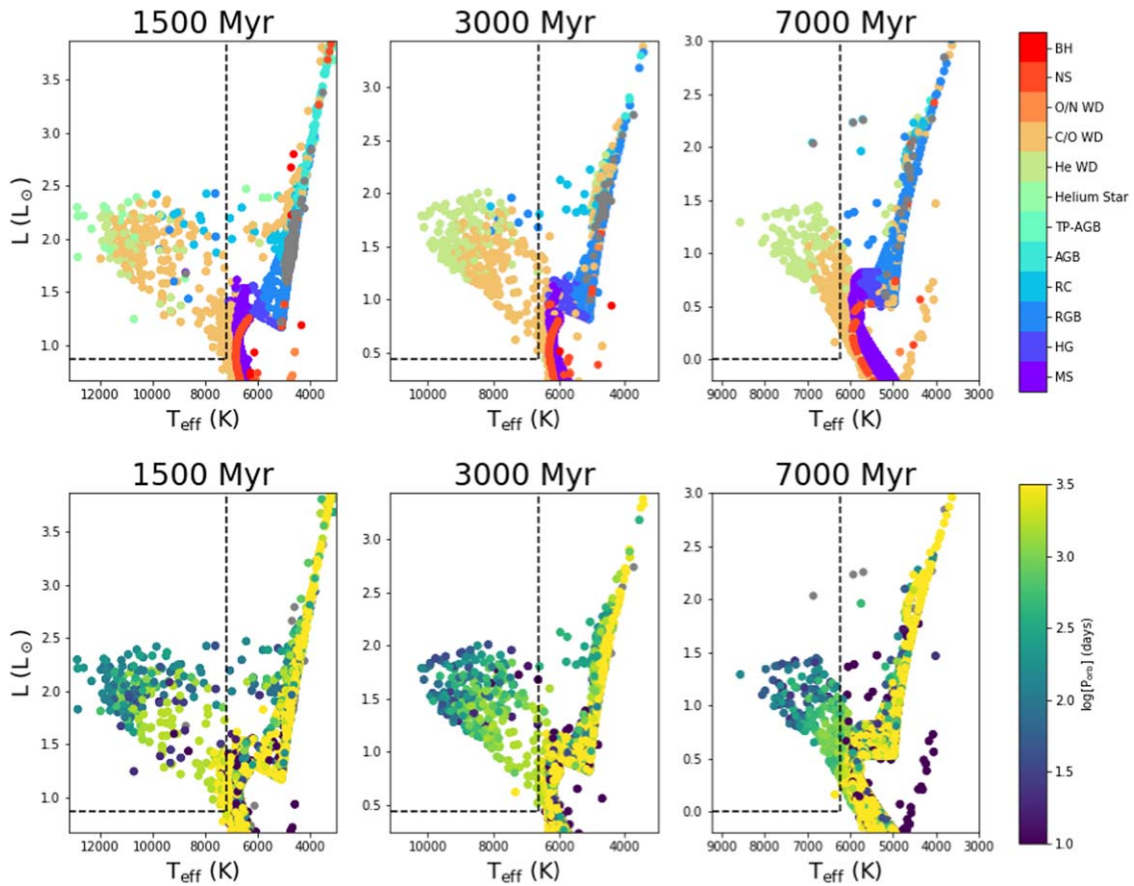 1500 Myr 3000 Myr 7000 Myr
3.5
3.0
2.5
2.0
1.5
1.0
L (L⊙)
12000 10000 8000 6000 4000
Teff (K)
3.5
3.0
2.5
2.0
1.5
1.0
0.5
10000 8000 6000 4000
Teff (K)
3.0
2.5
2.0
1.5
1.0
0.5
0.0
9000 8000 7000 6000 5000 4000 3000
Teff (K)
BH
NS
O/N WD
C/O WD
He WD
Helium Star
TP-AGB
AGB
RC
RGB
HG
MS
1500 Myr 3000 Myr 7000 Myr
3.5
3.0
2.5
2.0
1.5
1.0
L (L⊙)
12000 10000 8000 6000 4000
Teff (K)
3.5
3.0
2.5
2.0
1.5
1.0
0.5
10000 8000 6000 4000
Teff (K)
3.0
2.5
2.0
1.5
1.0
0.5
0.0
9000 8000 7000 6000 5000 4000 3000
Teff (K)
3.5
3.0
2.5
2.0
1.5
1.0
log[Porb] (days)